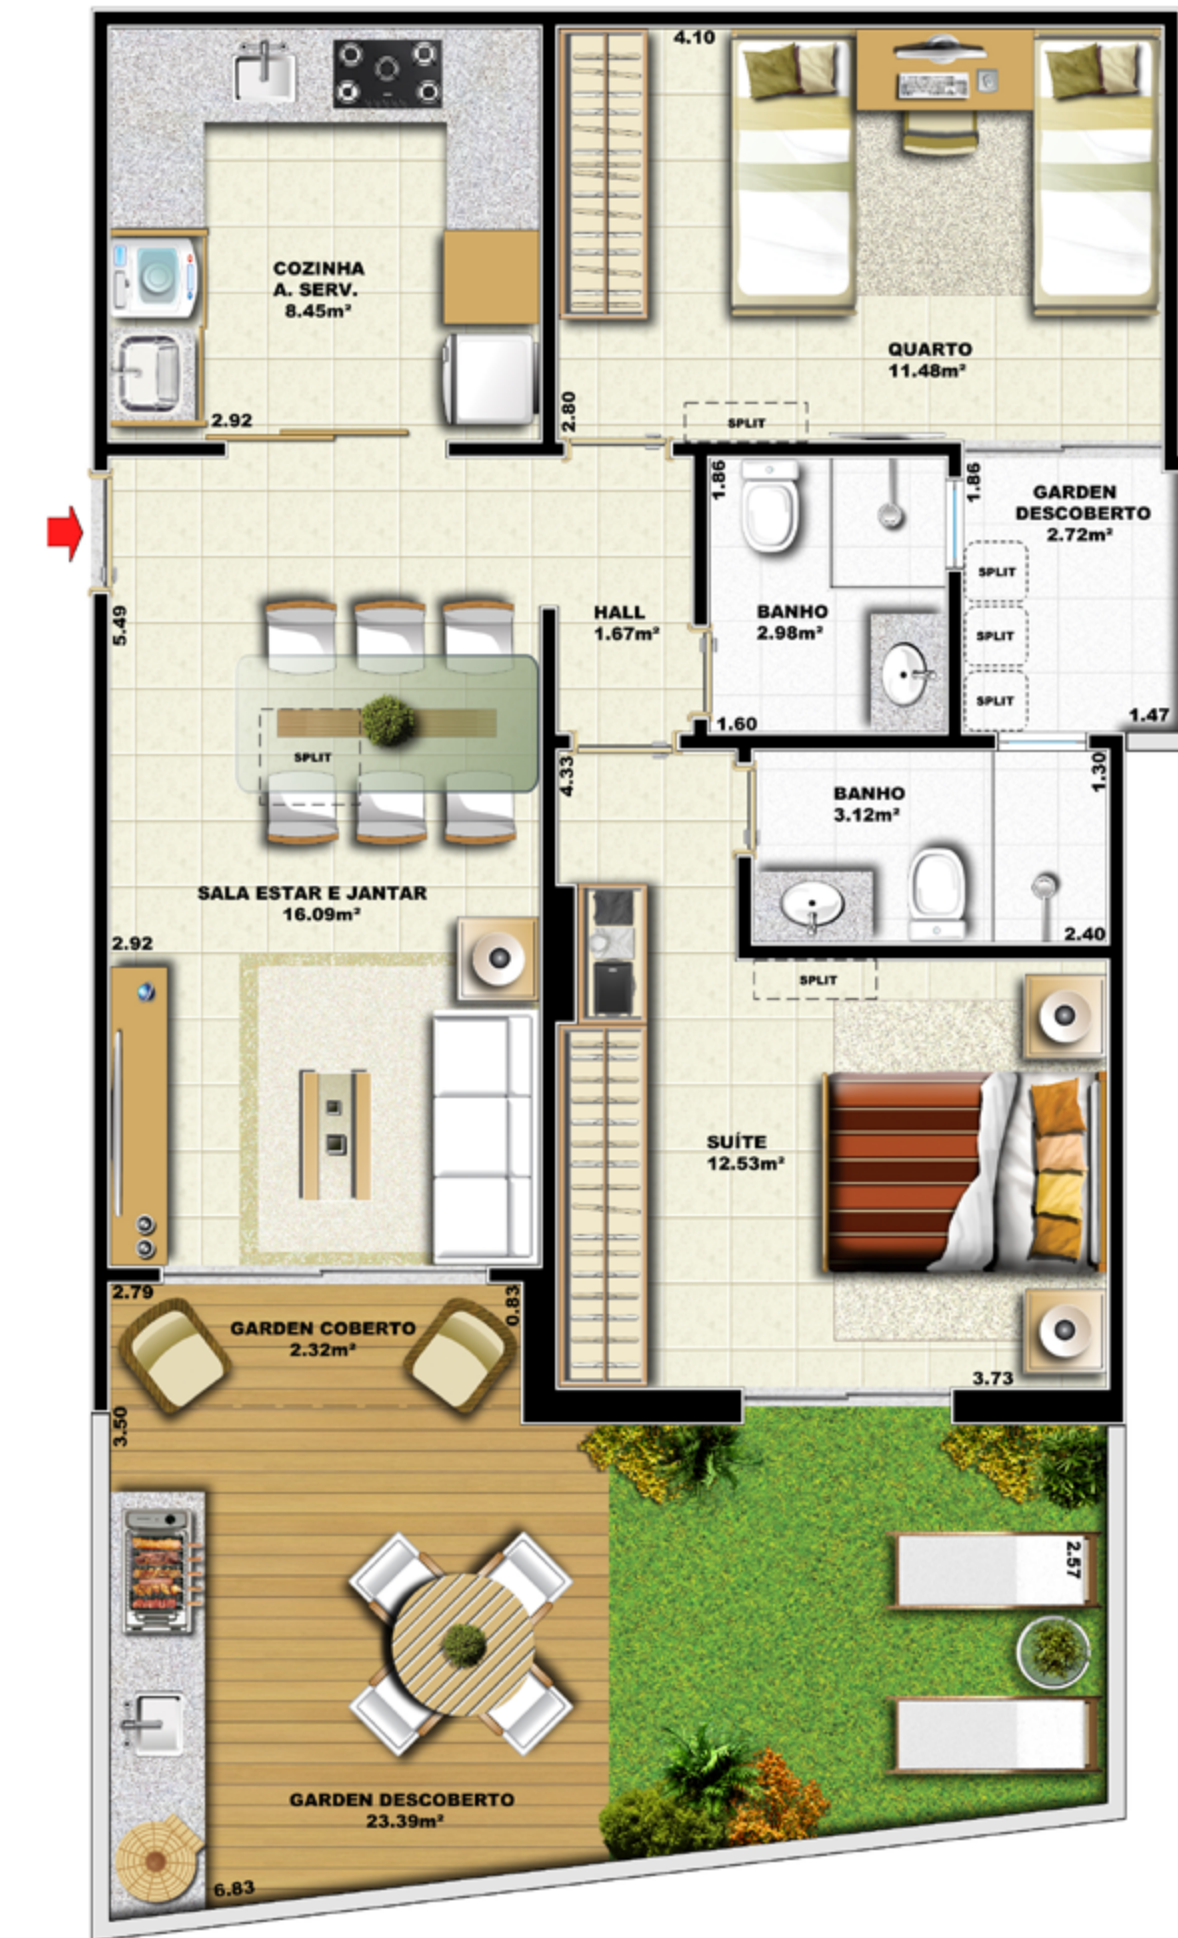 4.10
COZINHA
A. SERV.
8.45m²
2.92
QUARTO
11.48m²
2.80
SPLIT
1.86
1.86
GARDEN
DESCOBERTO
2.72m²
SPLIT
SPLIT
SPLIT
1.47
5.49
HALL
1.67m²
BANHO
2.98m²
1.60
SPLIT
4.33
BANHO
3.12m²
1.30
2.40
SALA ESTAR E JANTAR
16.09m²
2.92
SPLIT
SUÍTE
12.53m²
3.73
2.79
0.83
GARDEN COBERTO
2.32m²
3.50
2.57
GARDEN DESCOBERTO
23.39m²
6.83